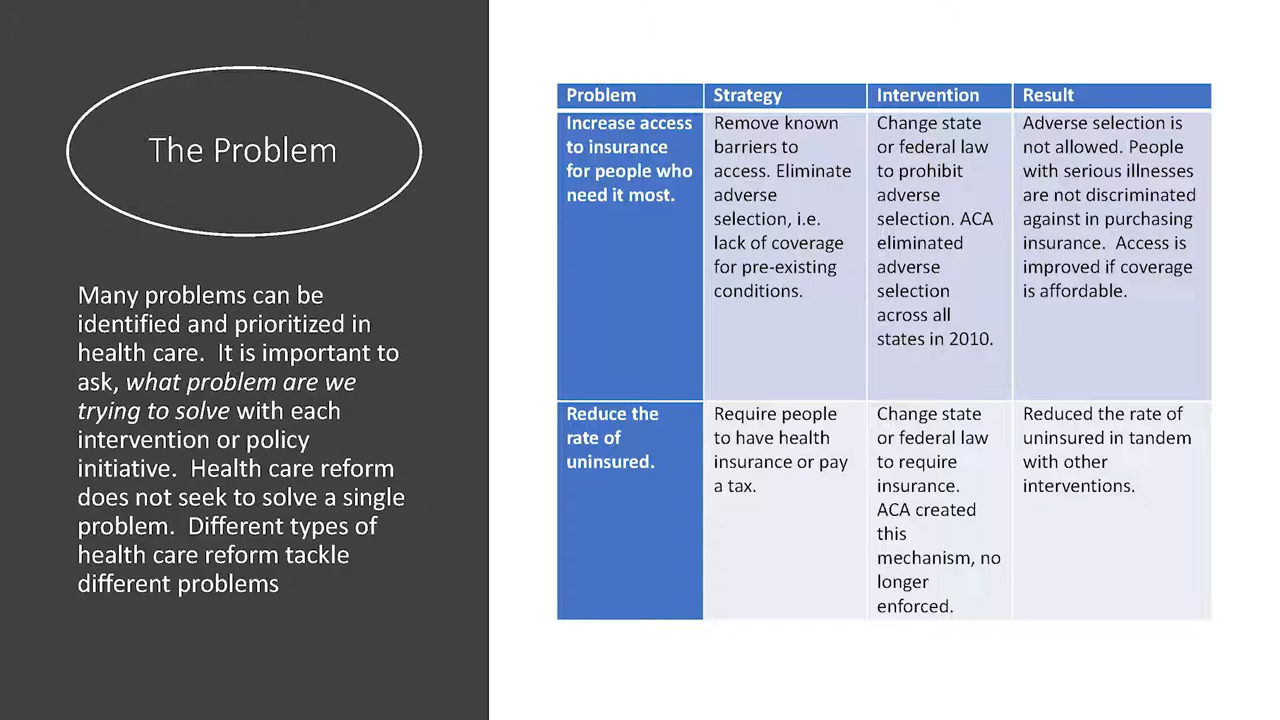 The Problem
Many problems can be
identified and prioritized in
health care.  It is important to
ask, what problem are we
trying to solve with each
intervention or policy
initiative.  Health care reform
does not seek to solve a single
problem.  Different types of
health care reform tackle
different problems
Problem
Strategy
Intervention
Result
Increase access
to insurance
for people who
need it most.
Remove known
barriers to
access. Eliminate
adverse
selection, i.e.
lack of coverage
for pre-existing
conditions.
Change state
or federal law
to prohibit
adverse
selection. ACA
eliminated
adverse
selection
across all
states in 2010.
Adverse selection is
not allowed. People
with serious illnesses
are not discriminated
against in purchasing
insurance.  Access is
improved if coverage
is affordable.
Reduce the
rate of
uninsured.
Require people
to have health
insurance or pay
a tax.
Change state
or federal law
to require
insurance.
ACA created
this
mechanism, no
longer
enforced.
Reduced the rate of
uninsured in tandem
with other
interventions.